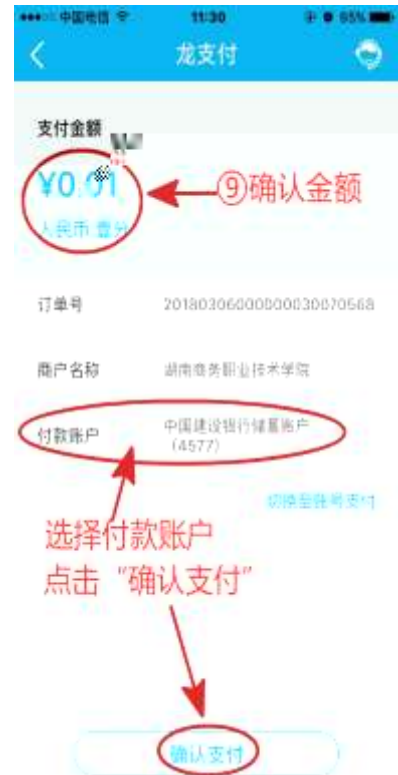 中国电信 11:30 65%
龙支付
支付金额
¥0.01
⑨确认金额
人民币 壹分
订单号 20180306000000030070568
商户名称 湖南商务职业技术学院
付款账户 中国建设银行储蓄账户
(4577)
切换至账号支付
选择付款账户
点击“确认支付”
确认支付